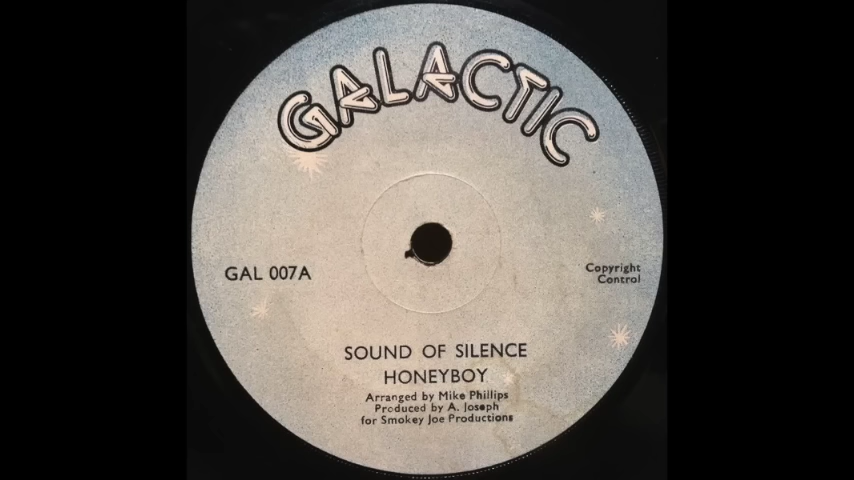 GALACTIC
GAL 007A
Copyright
Control
SOUND OF SILENCE
HONEYBOY
Arranged by Mike Phillips
Produced by A. Joseph
for Smokey Joe Productions